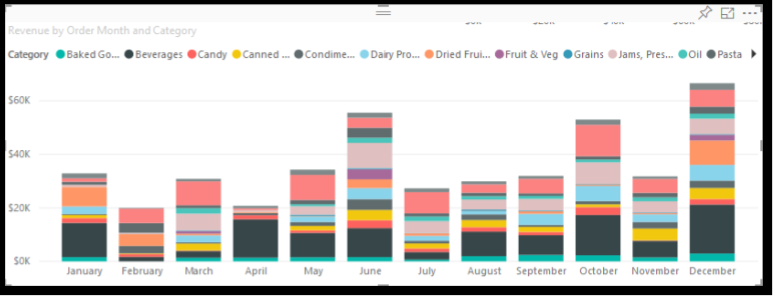 Revenue by Order Month and Category
Category Baked Go... Beverages Candy Canned ... Condime... Dairy Pro... Dried Frui... Fruit & Veg Grains Jams, Pres... Oil Pasta
$60K
$40K
$20K
$0K
January February March April May June July August September October November December